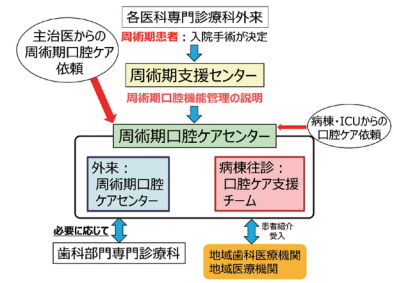 各医科専門診療科外来
主治医からの
周術期口腔ケア
依頼
周術期患者：入院手術が決定
周術期支援センター
周術期口腔機能管理の説明
病棟・ICUからの
口腔ケア依頼
周術期口腔ケアセンター
外来：
周術期口腔
ケアセンター
病棟往診：
口腔ケア支援
チーム
必要に応じて
患者紹介
受入
歯科部門専門診療科
地域歯科医療機関
地域医療機関